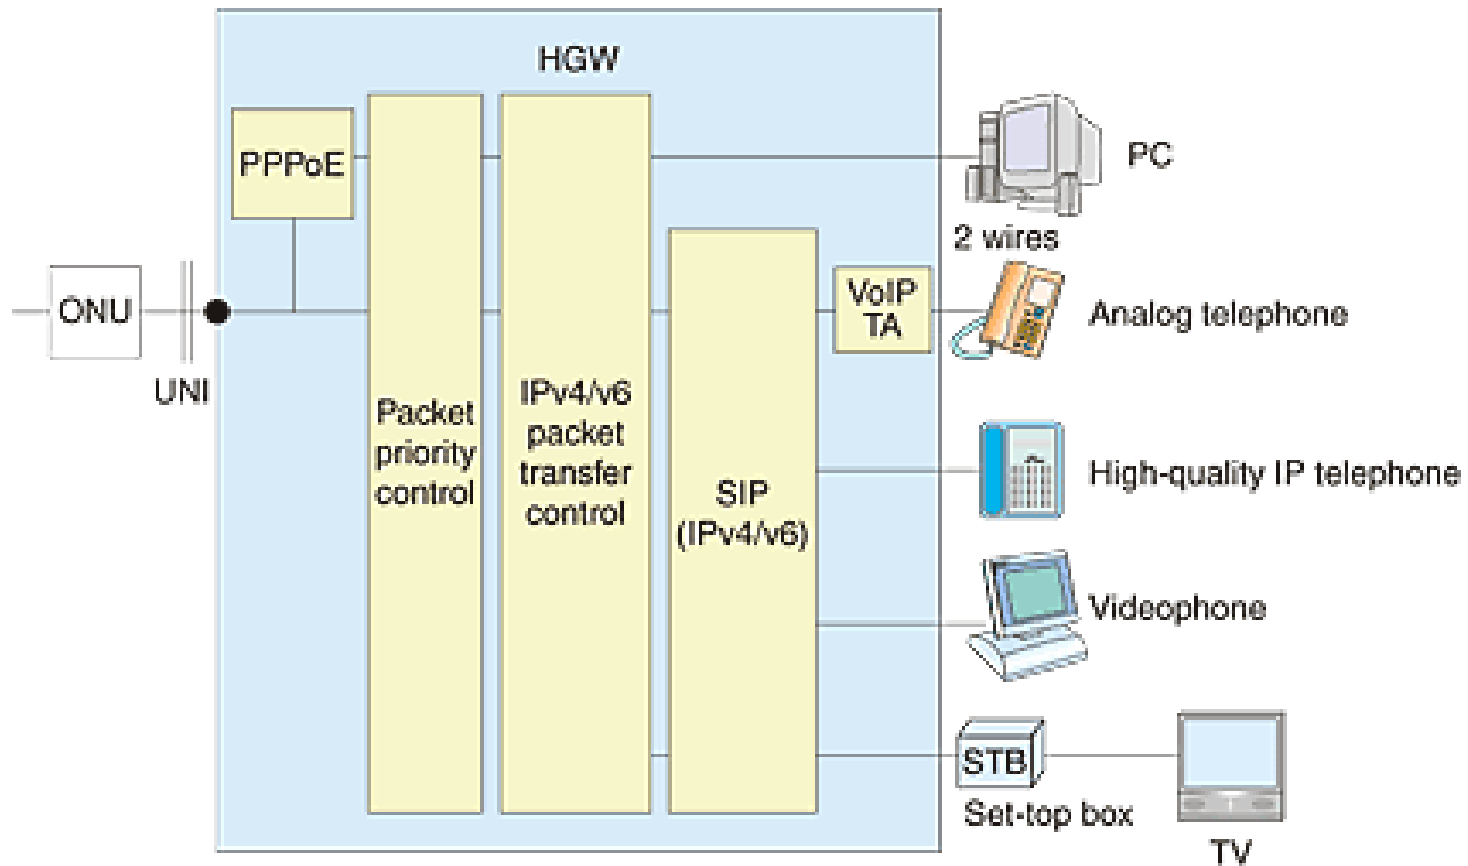 HGW
PPPoE
PC
2 wires
ONU
VoIP
TA
Analog telephone
UNI
Packet
priority
control
IPv4/v6
packet
transfer
control
SIP
(IPv4/v6)
High-quality IP telephone
Videophone
STB
Set-top box
TV